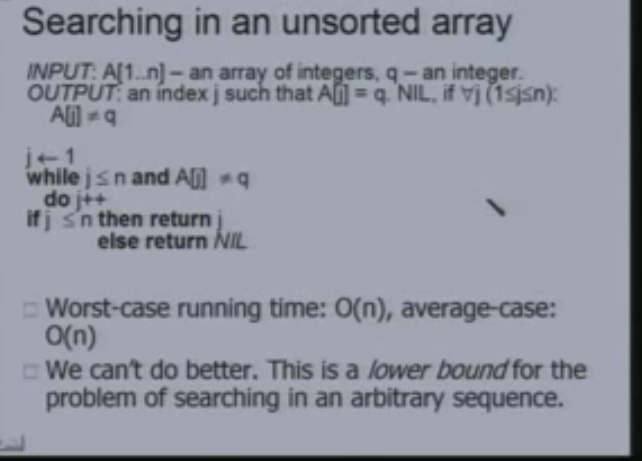 Searching in an unsorted array
INPUT: A[1..n] – an array of integers, q – an integer.
OUTPUT: an index j such that A[j] = q. NIL, if ∀j (1≤j≤n):
A[j] ≠ q
j ← 1
while j ≤ n and A[j] ≠ q
do j++
if j ≤ n then return j
else return NIL
Worst-case running time: O(n), average-case:
O(n)
We can't do better. This is a lower bound for the
problem of searching in an arbitrary sequence.